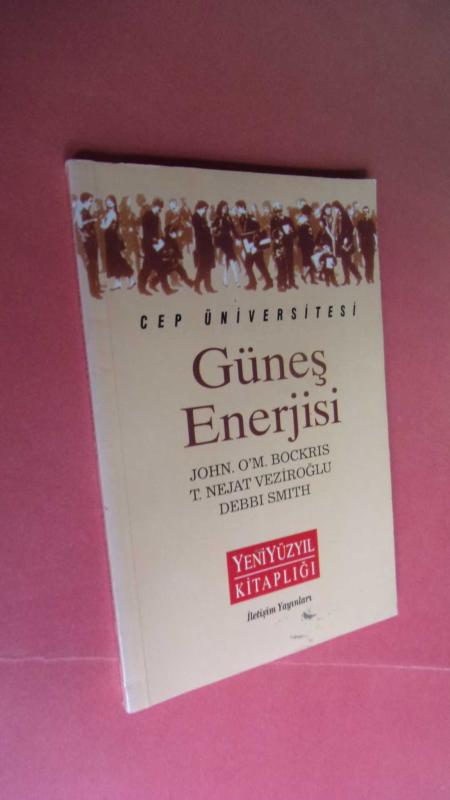 CEP ÜNİVERSİTESİ
Güneş
Enerjisi
JOHN. O'M. BOCKRIS
T. NEJAT VEZİROĞLU
DEBBI SMITH
YENİYÜZYIL
KİTAPLIĞI
İletişim Yayınları